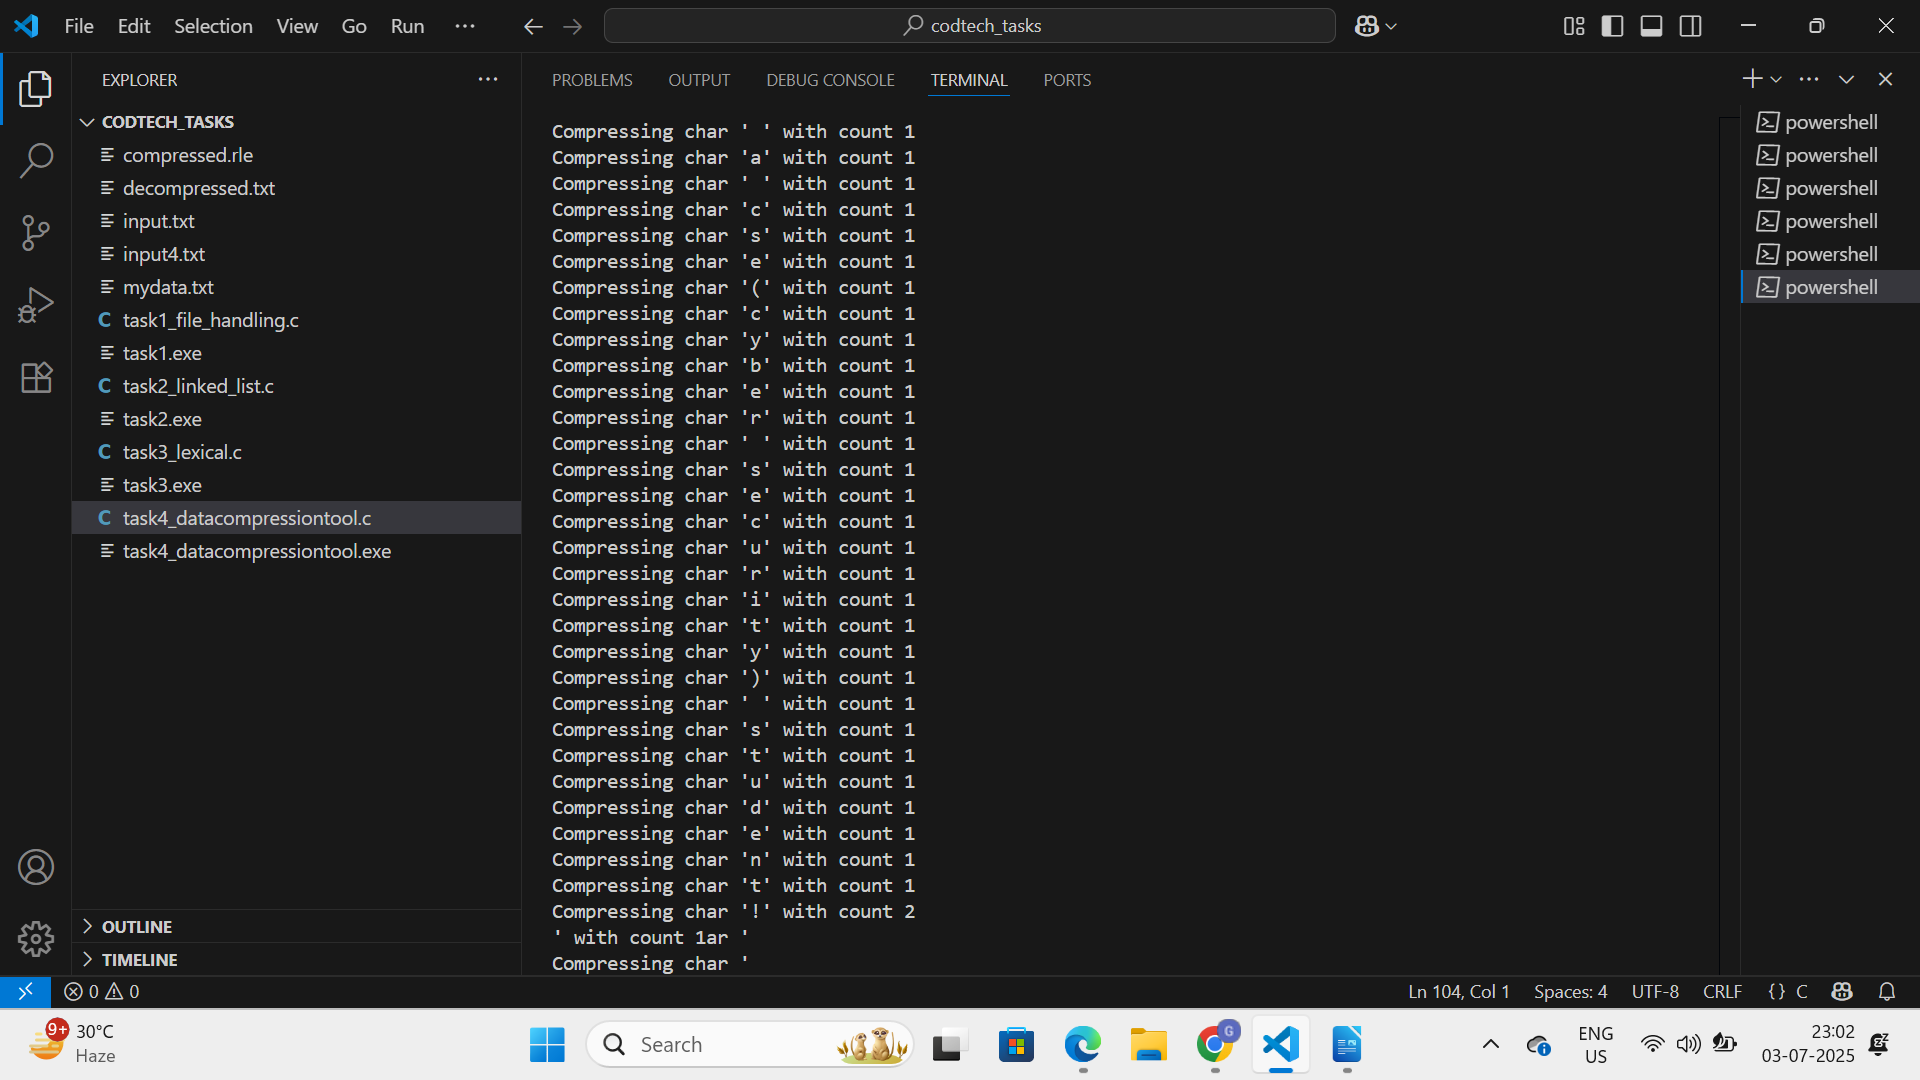 File Edit Selection View Go Run ...
codtech_tasks
EXPLORER
CODTECH_TASKS
compressed.rle
decompressed.txt
input.txt
input4.txt
mydata.txt
C task1_file_handling.c
task1.exe
C task2_linked_list.c
task2.exe
C task3_lexical.c
task3.exe
C task4_datacompressiontool.c
task4_datacompressiontool.exe
OUTLINE
TIMELINE
PROBLEMS OUTPUT DEBUG CONSOLE TERMINAL PORTS
Compressing char ' ' with count 1
Compressing char 'a' with count 1
Compressing char ' ' with count 1
Compressing char 'c' with count 1
Compressing char 's' with count 1
Compressing char 'e' with count 1
Compressing char '(' with count 1
Compressing char 'c' with count 1
Compressing char 'y' with count 1
Compressing char 'b' with count 1
Compressing char 'e' with count 1
Compressing char 'r' with count 1
Compressing char ' ' with count 1
Compressing char 's' with count 1
Compressing char 'e' with count 1
Compressing char 'c' with count 1
Compressing char 'u' with count 1
Compressing char 'r' with count 1
Compressing char 'i' with count 1
Compressing char 't' with count 1
Compressing char 'y' with count 1
Compressing char ')' with count 1
Compressing char ' ' with count 1
Compressing char 's' with count 1
Compressing char 't' with count 1
Compressing char 'u' with count 1
Compressing char 'd' with count 1
Compressing char 'e' with count 1
Compressing char 'n' with count 1
Compressing char 't' with count 1
Compressing char '!' with count 2
' with count 1ar '
Compressing char '
powershell
powershell
powershell
powershell
powershell
powershell
0 0
Ln 104, Col 1 Spaces: 4 UTF-8 CRLF {} C
9+
30°C
Haze
Search
G
ENG
US
23:02
03-07-2025